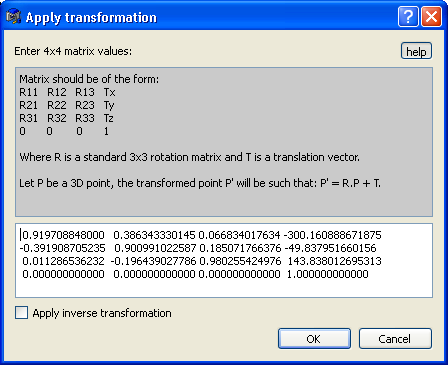 Apply transformation
Enter 4x4 matrix values:
help
Matrix should be of the form:
R11 R12 R13 Tx
R21 R22 R23 Ty
R31 R32 R33 Tz
0 0 0 1
Where R is a standard 3x3 rotation matrix and T is a translation vector.
Let P be a 3D point, the transformed point P' will be such that: P' = R.P + T.
0.919708848000 0.386343330145 0.066834017634 -300.160888671875
-0.391908705235 0.900991022587 0.185071766376 -49.837951660156
0.011286536232 -0.196439027786 0.980255424976 143.838012695313
0.000000000000 0.000000000000 0.000000000000 1.000000000000
Apply inverse transformation
OK Cancel